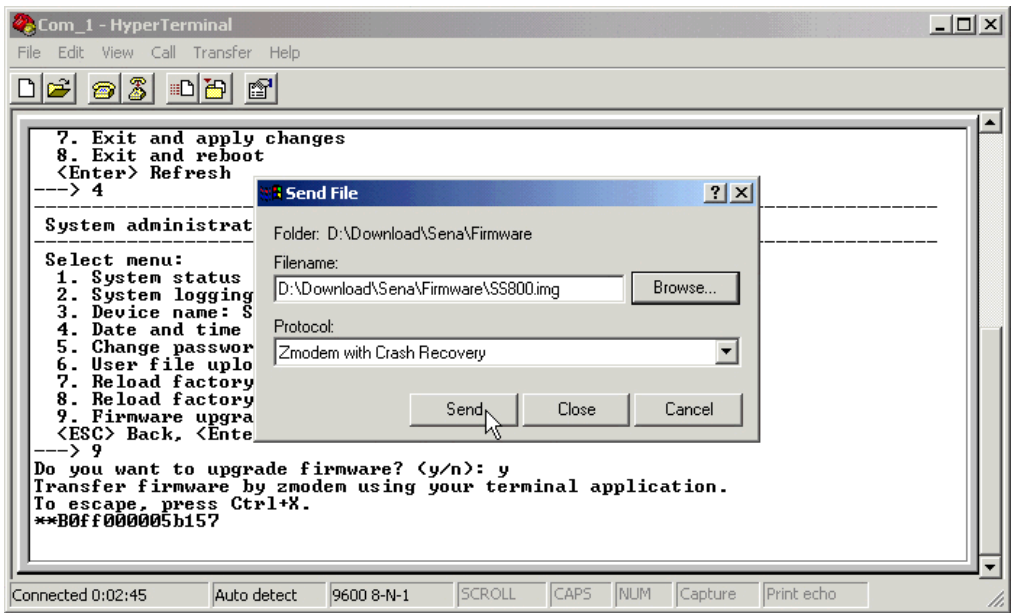 Com_1 - HyperTerminal
File Edit View Call Transfer Help
7. Exit and apply changes
8. Exit and reboot
<Enter> Refresh
---> 4
System administrat
Select menu:
1. System status
2. System logging
3. Device name: S
4. Date and time
5. Change passwor
6. User file uplo
7. Reload factory
8. Reload factory
9. Firmware upgra
<ESC> Back, <Ente
---> 9
Do you want to upgrade firmware? (y/n): y
Transfer firmware by zmodem using your terminal application.
To escape, press Ctrl+X.
**B0ff000005b157
Send File
Folder: D:\Download\Sena\Firmware
Filename:
D:\Download\Sena\Firmware\SS800.img
Browse...
Protocol:
Zmodem with Crash Recovery
Send Close Cancel
Connected 0:02:45 Auto detect 9600 8-N-1 SCROLL CAPS NUM Capture Print echo